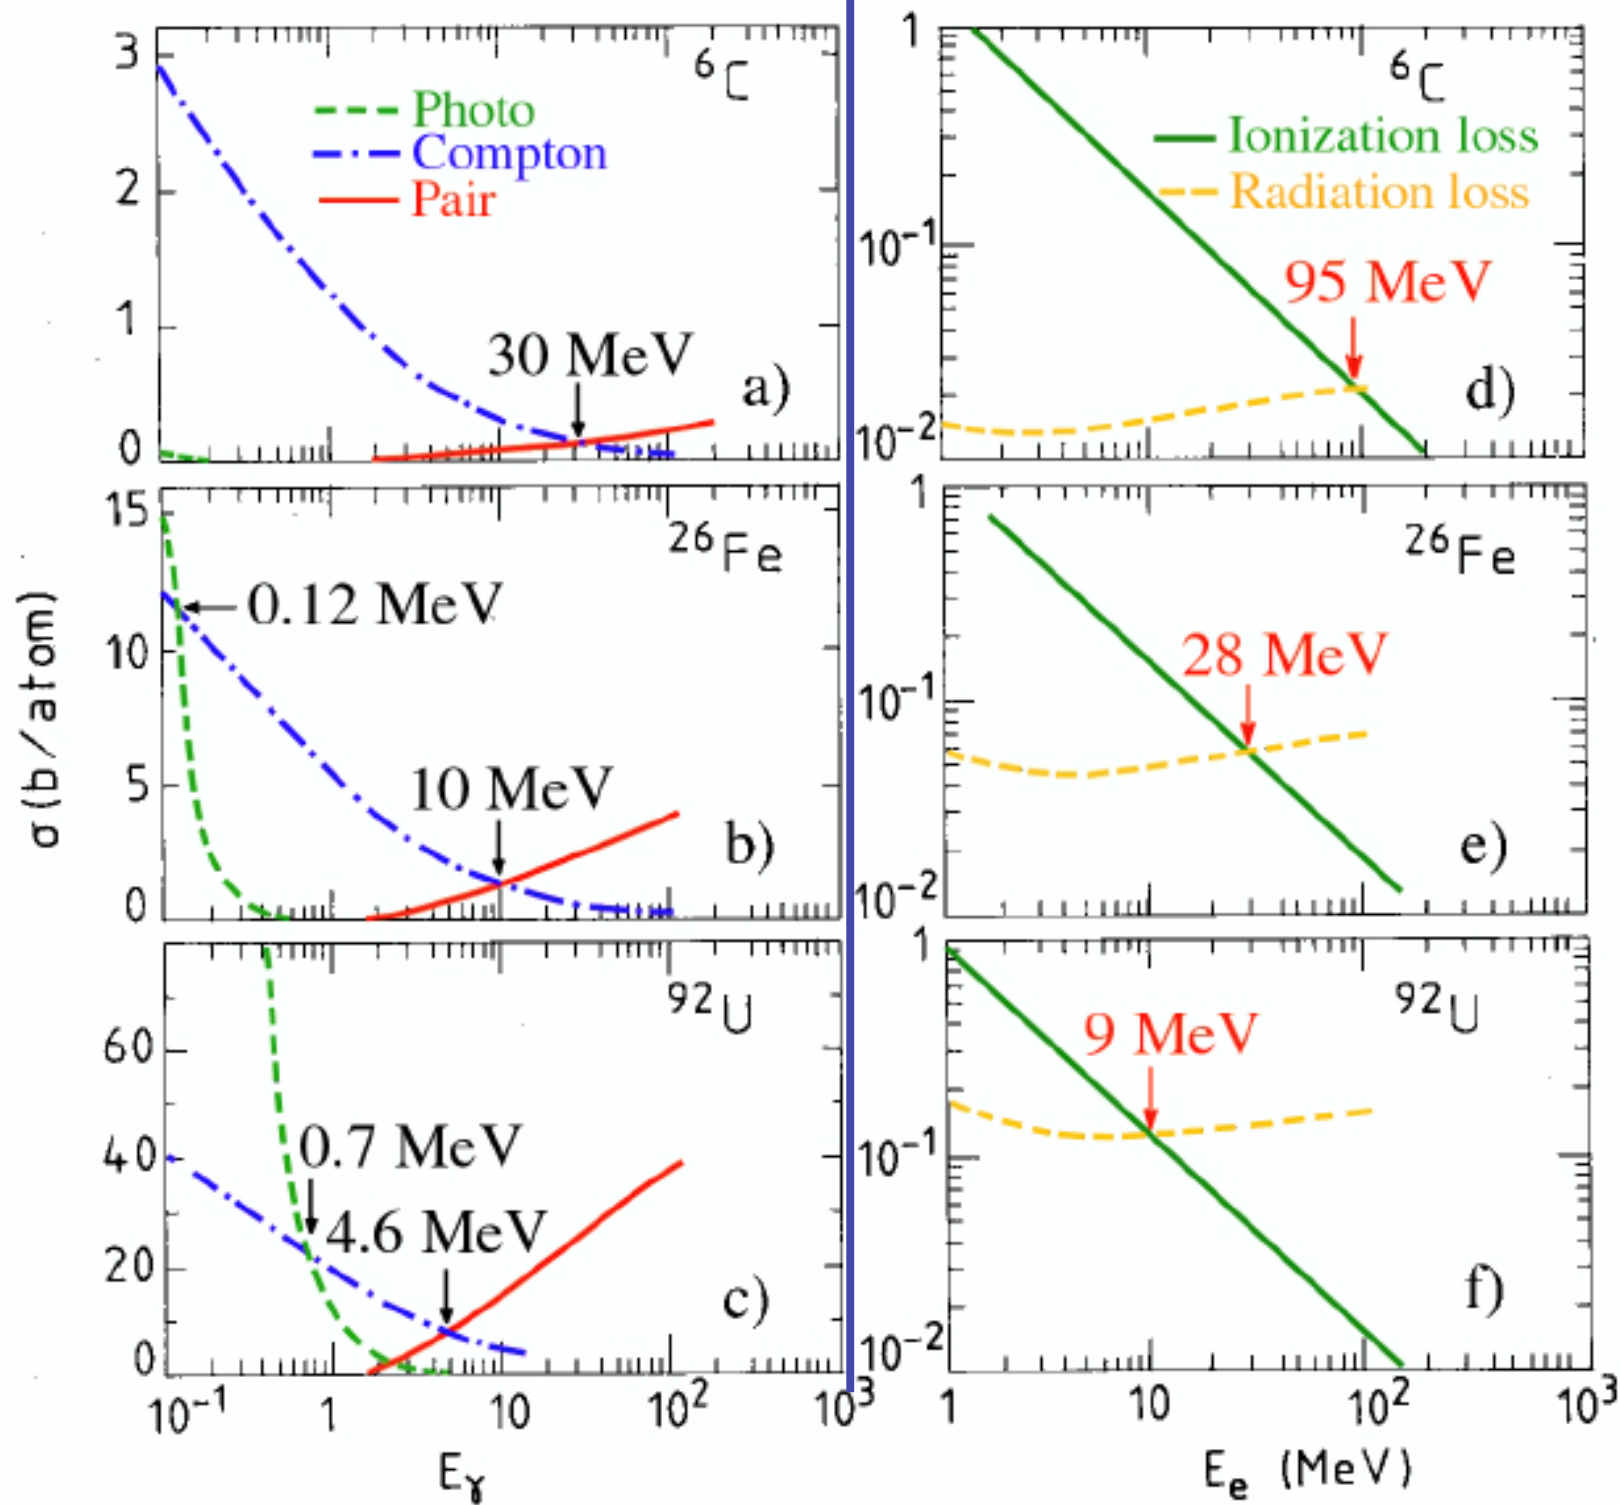 σ(b/atom)
3
2
1
0
⁶C
Photo
Compton
Pair
30 MeV
a)
15
10
5
0
²⁶Fe
0.12 MeV
10 MeV
b)
60
40
20
0
⁹²U
0.7 MeV
4.6 MeV
c)
10⁻¹ 1 10 10² 10³
Eγ
1
10⁻¹
10⁻²
⁶C
Ionization loss
Radiation loss
95 MeV
d)
1
10⁻¹
10⁻²
²⁶Fe
28 MeV
e)
1
10⁻¹
10⁻²
⁹²U
9 MeV
f)
1 10 10² 10³
Eₑ (MeV)